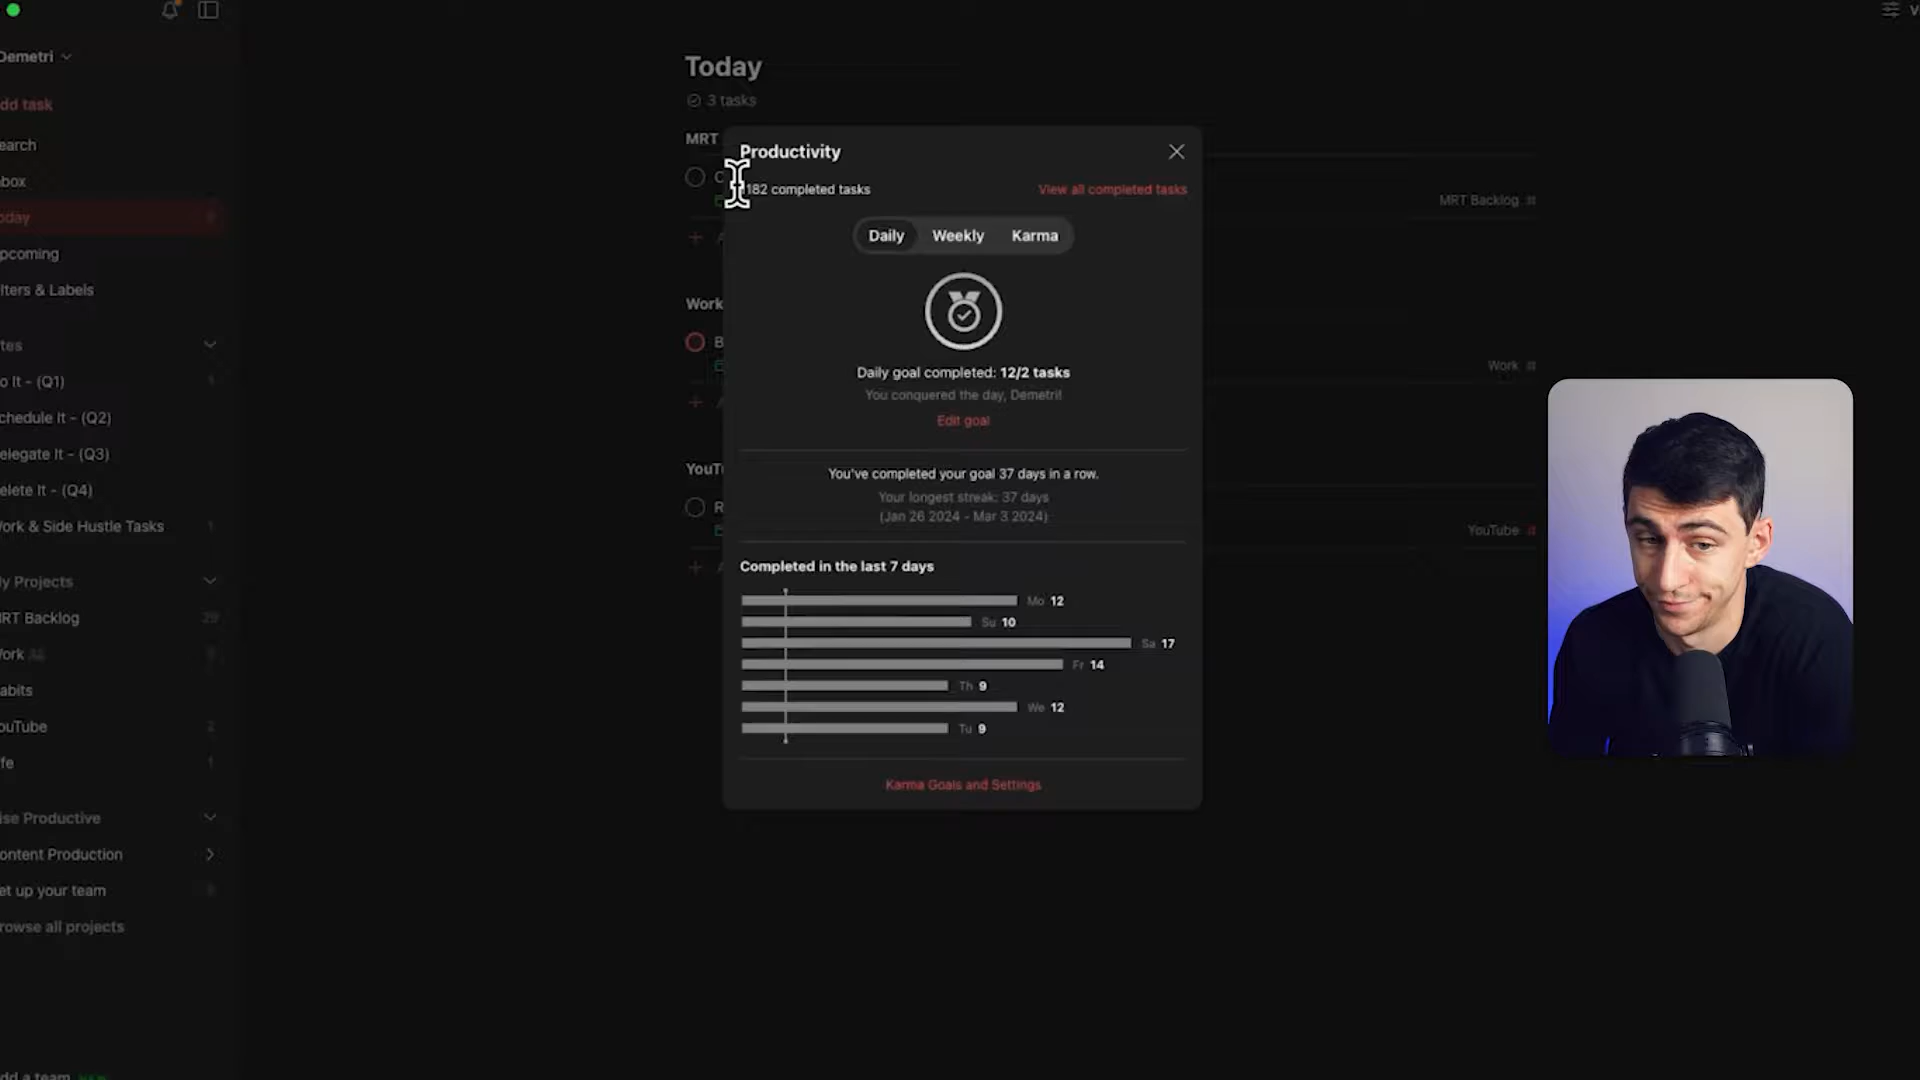 Demetri
dd task
earch
box
oday
pcoming
lters & Labels
tes
o It - (Q1)
chedule It - (Q2)
elegate It - (Q3)
elete It - (Q4)
ork & Side Hustle Tasks 1
y Projects
RT Backlog 29
ork
abits
ouTube 2
fe 1
ise Productive
ontent Production
et up your team
rowse all projects
dd a team
Today
3 tasks
MRT
MRT Backlog #
Work
Work #
YouT
YouTube #
Productivity
182 completed tasks
View all completed tasks
Daily Weekly Karma
Daily goal completed: 12/2 tasks
You conquered the day, Demetri!
Edit goal
You've completed your goal 37 days in a row.
Your longest streak: 37 days
(Jan 26 2024 - Mar 3 2024)
Completed in the last 7 days
Mo 12
Su 10
Sa 17
Fr 14
Th 9
We 12
Tu 9
Karma Goals and Settings